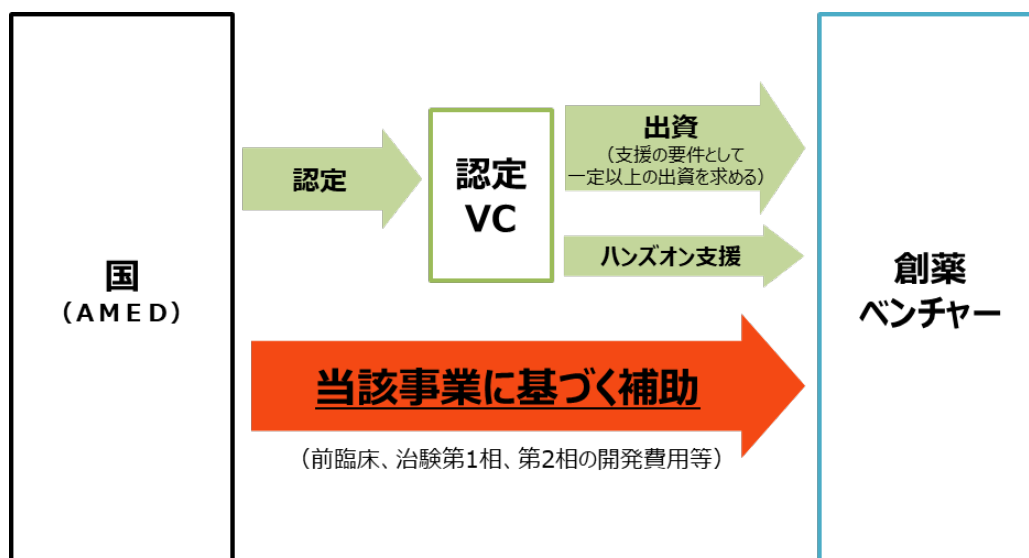 国
(AMED)
認定
認定
VC
出資
(支援の要件として
一定以上の出資を求める)
ハンズオン支援
当該事業に基づく補助
(前臨床、治験第1相、第2相の開発費用等)
創薬
ベンチャー